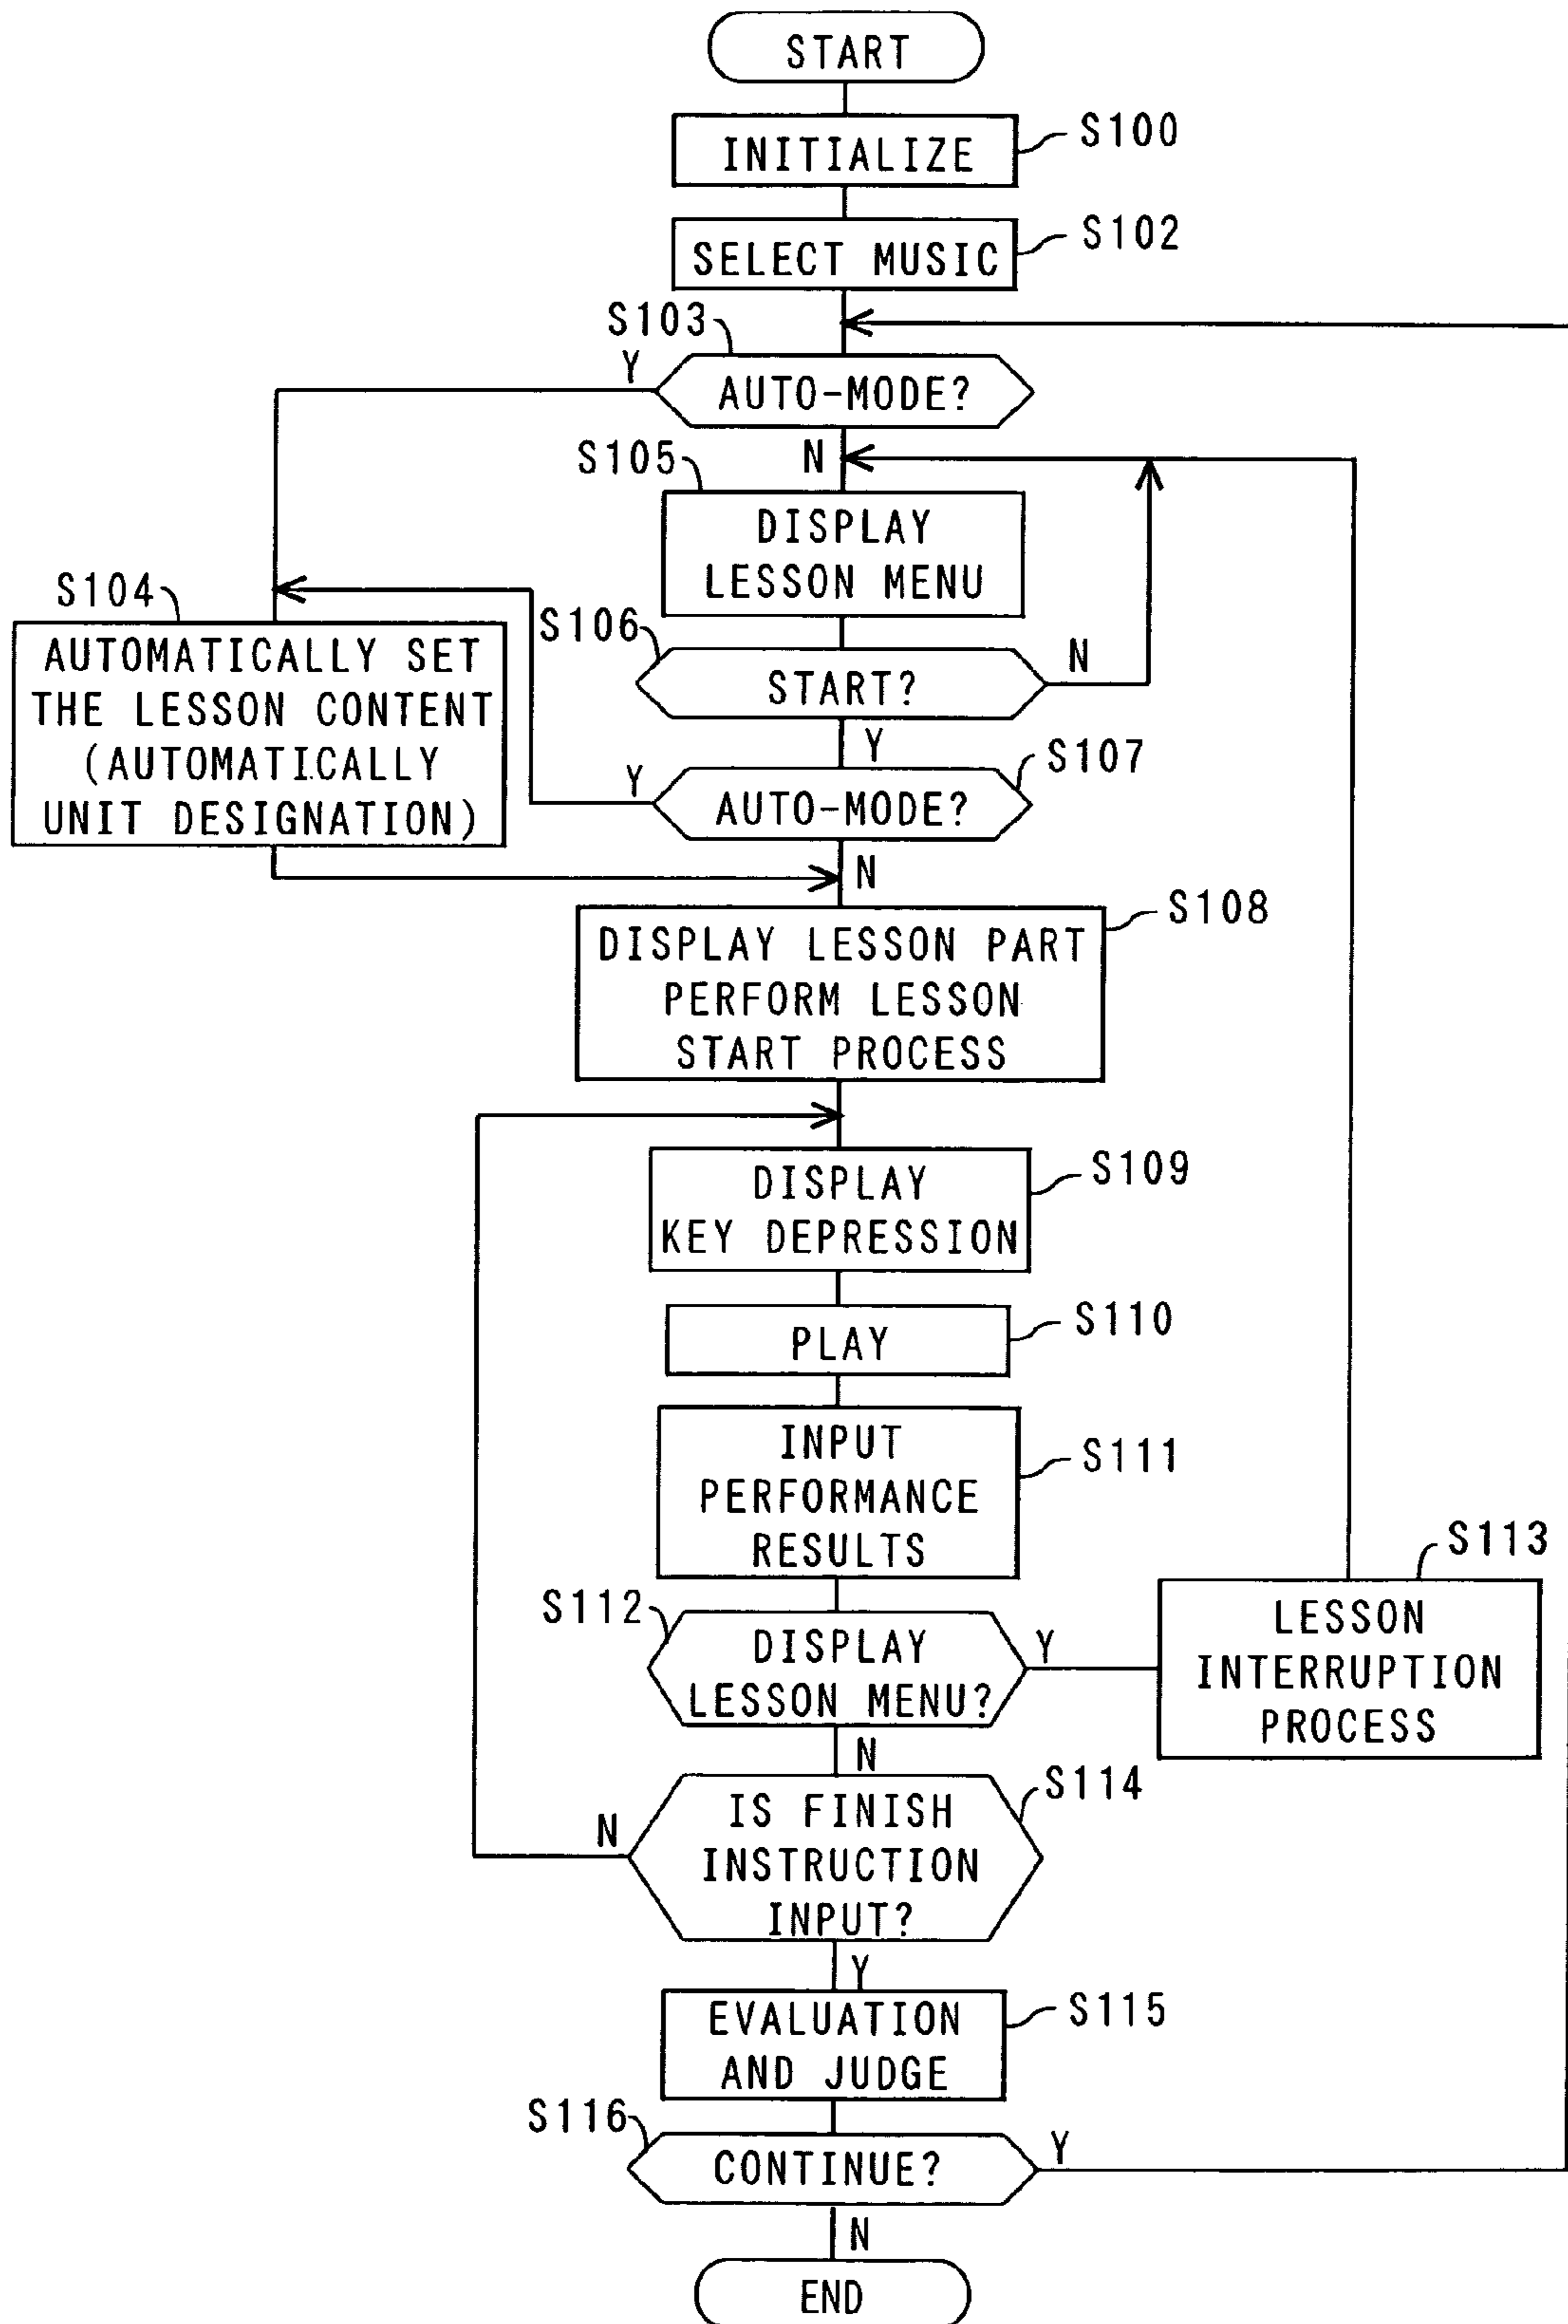 START
INITIALIZE
S100
SELECT MUSIC
S102
S103
Y
AUTO-MODE?
N
S105
DISPLAY
LESSON MENU
S104
AUTOMATICALLY SET
THE LESSON CONTENT
(AUTOMATICALLY
UNIT DESIGNATION)
S106
START?
N
Y
S107
Y
AUTO-MODE?
N
S108
DISPLAY LESSON PART
PERFORM LESSON
START PROCESS
S109
DISPLAY
KEY DEPRESSION
S110
PLAY
S111
INPUT
PERFORMANCE
RESULTS
S112
DISPLAY
LESSON MENU?
Y
S113
LESSON
INTERRUPTION
PROCESS
N
S114
IS FINISH
INSTRUCTION
INPUT?
N
Y
S115
EVALUATION
AND JUDGE
S116
CONTINUE?
Y
N
END